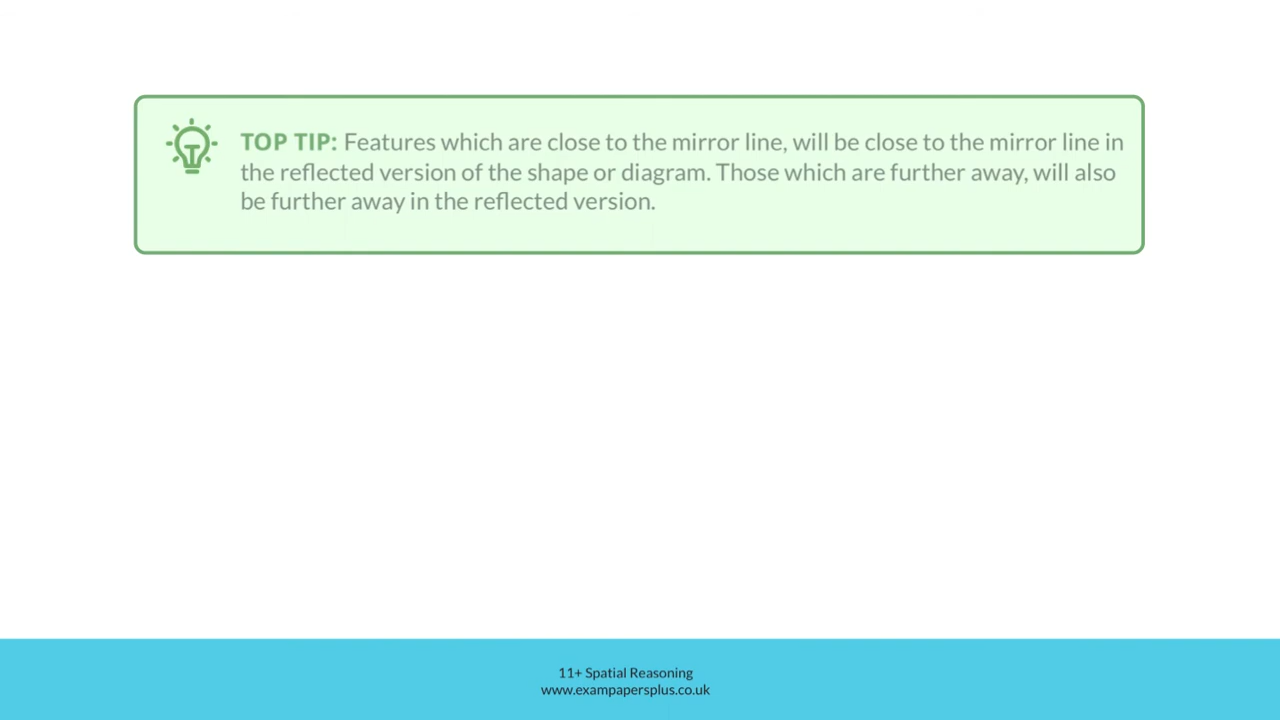 TOP TIP: Features which are close to the mirror line, will be close to the mirror line in
the reflected version of the shape or diagram. Those which are further away, will also
be further away in the reflected version.
11+ Spatial Reasoning
www.exampapersplus.co.uk